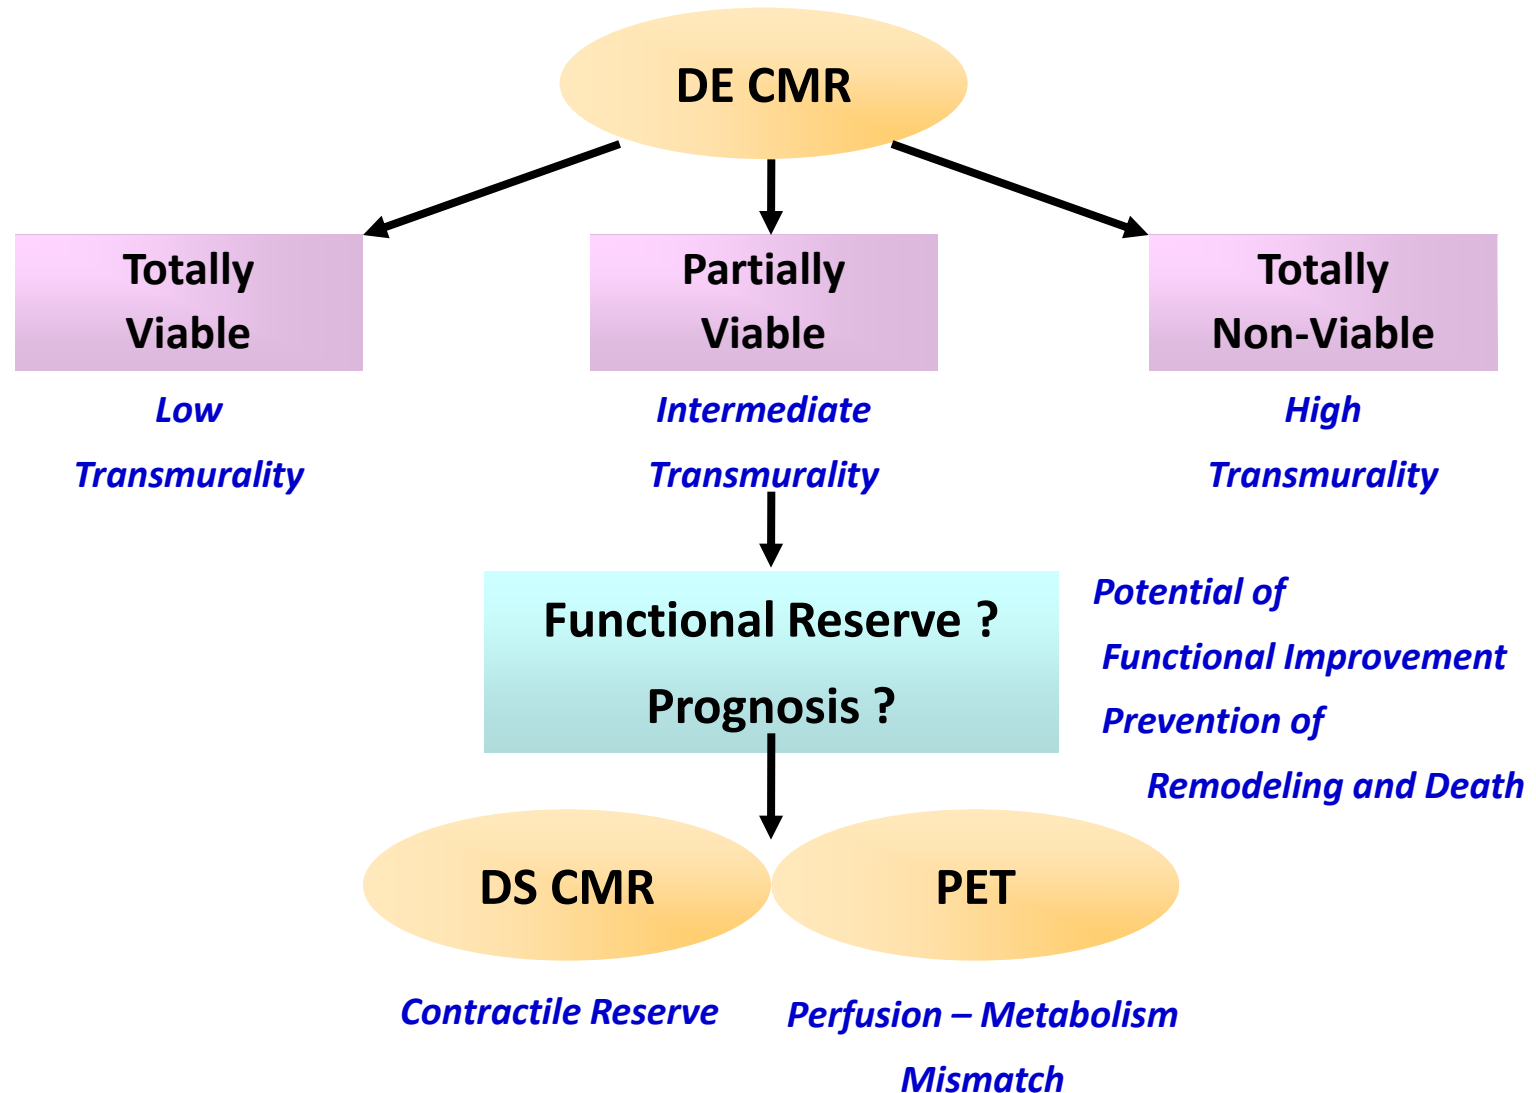 DE CMR
Totally
Viable
Partially
Viable
Totally
Non-Viable
Low
Transmurality
Intermediate
Transmurality
High
Transmurality
Functional Reserve ?
Prognosis ?
Potential of
Functional Improvement
Prevention of
Remodeling and Death
DS CMR
PET
Contractile Reserve
Perfusion – Metabolism
Mismatch